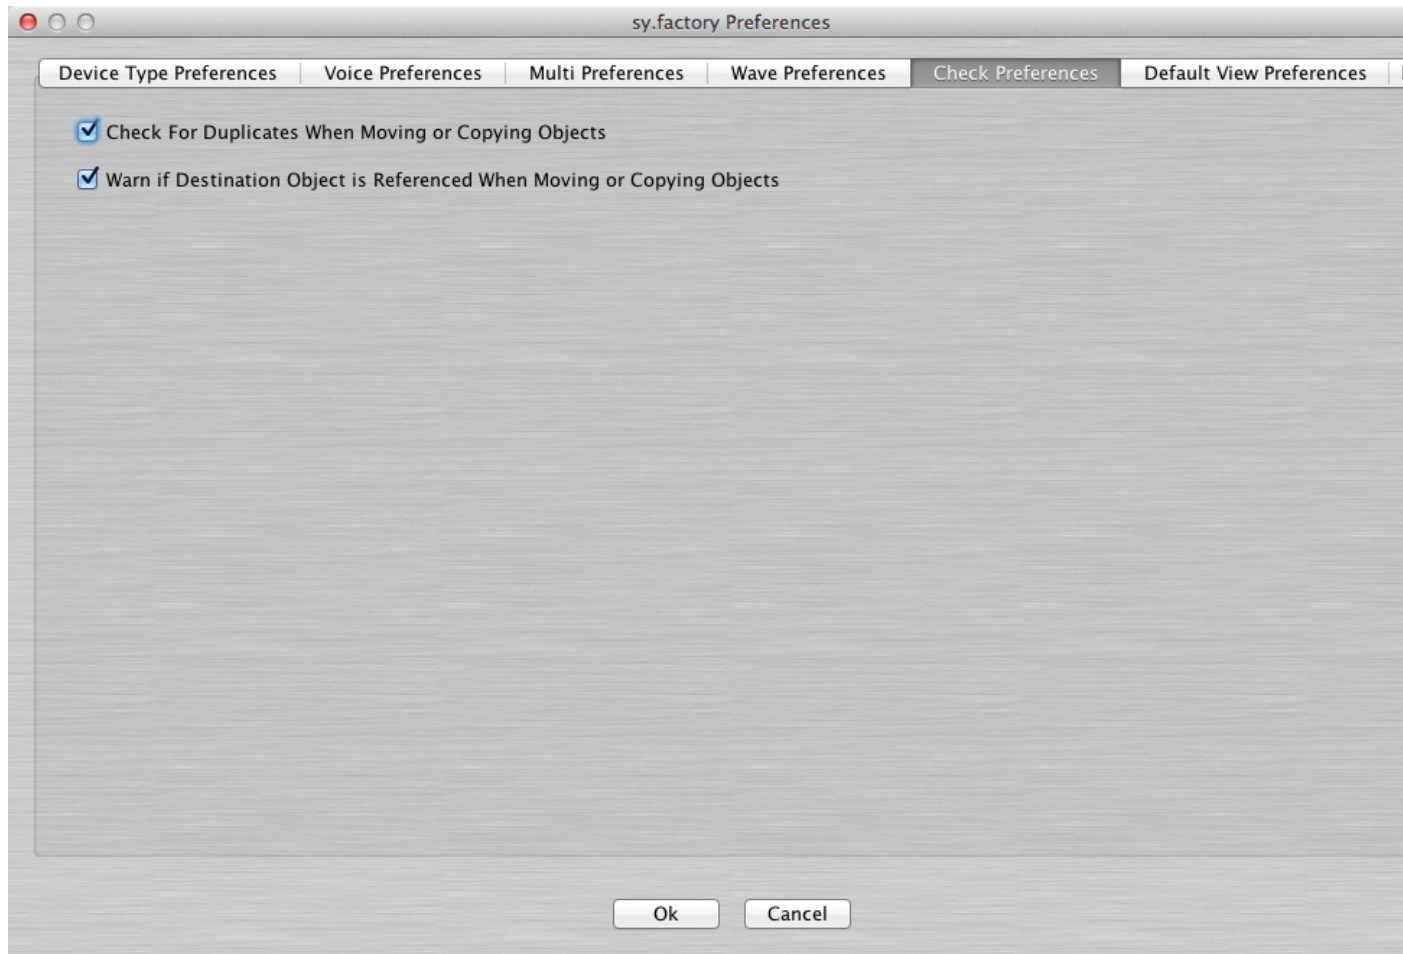 sy.factory Preferences
Device Type Preferences Voice Preferences Multi Preferences Wave Preferences Check Preferences Default View Preferences
Check For Duplicates When Moving or Copying Objects
Warn if Destination Object is Referenced When Moving or Copying Objects
Ok Cancel